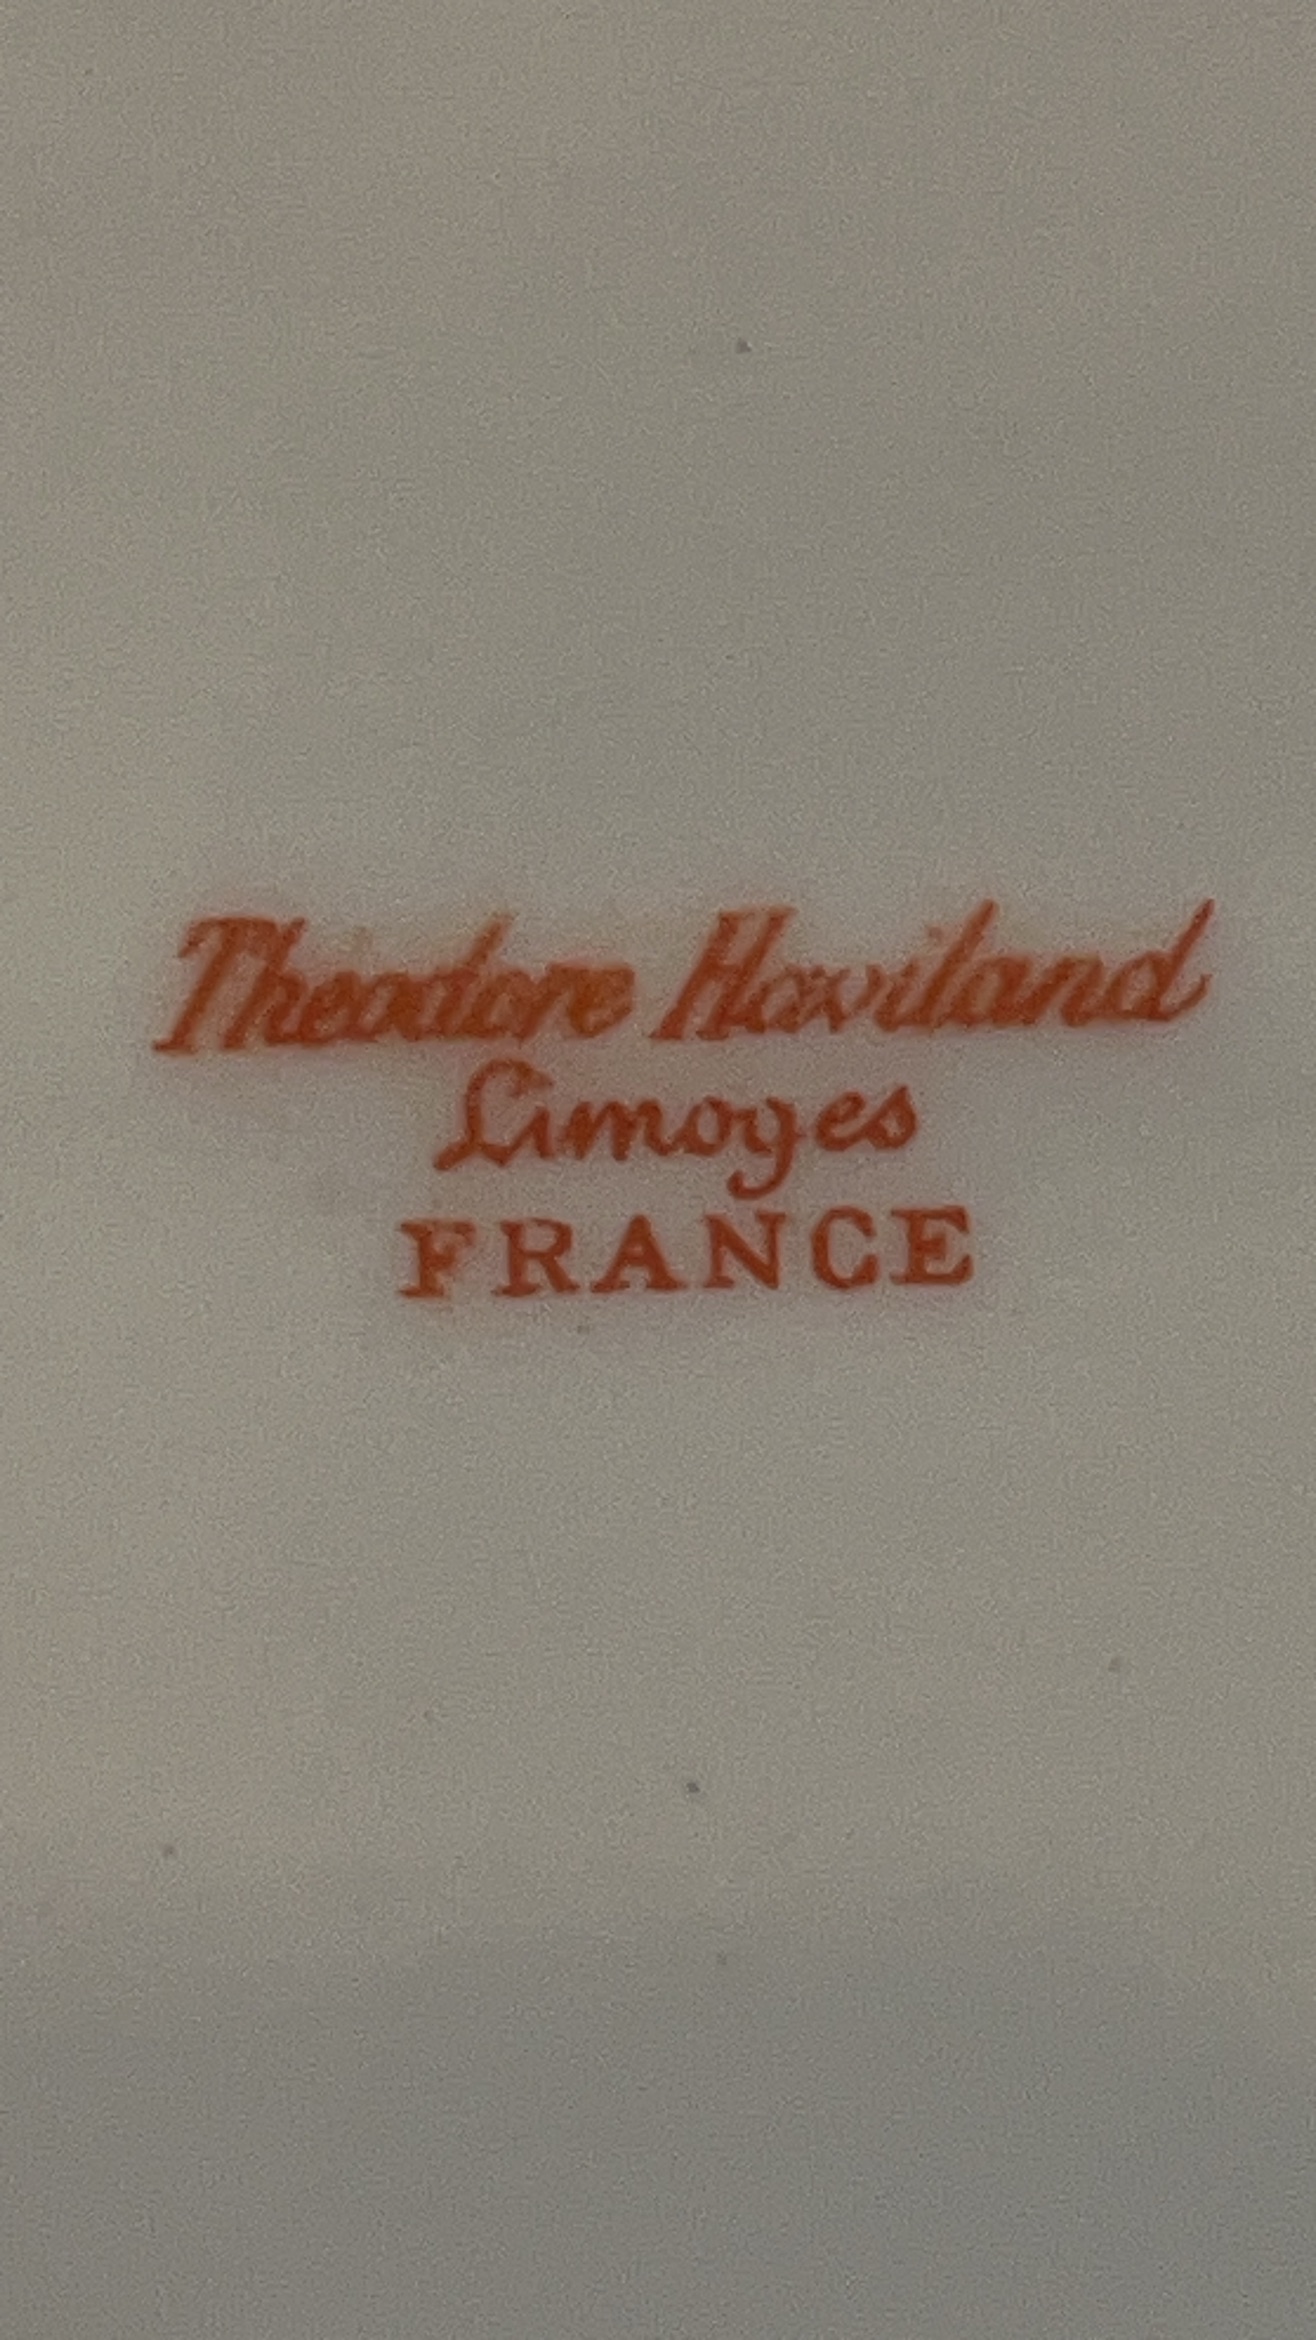 Theodore Haviland
Limoges
FRANCE